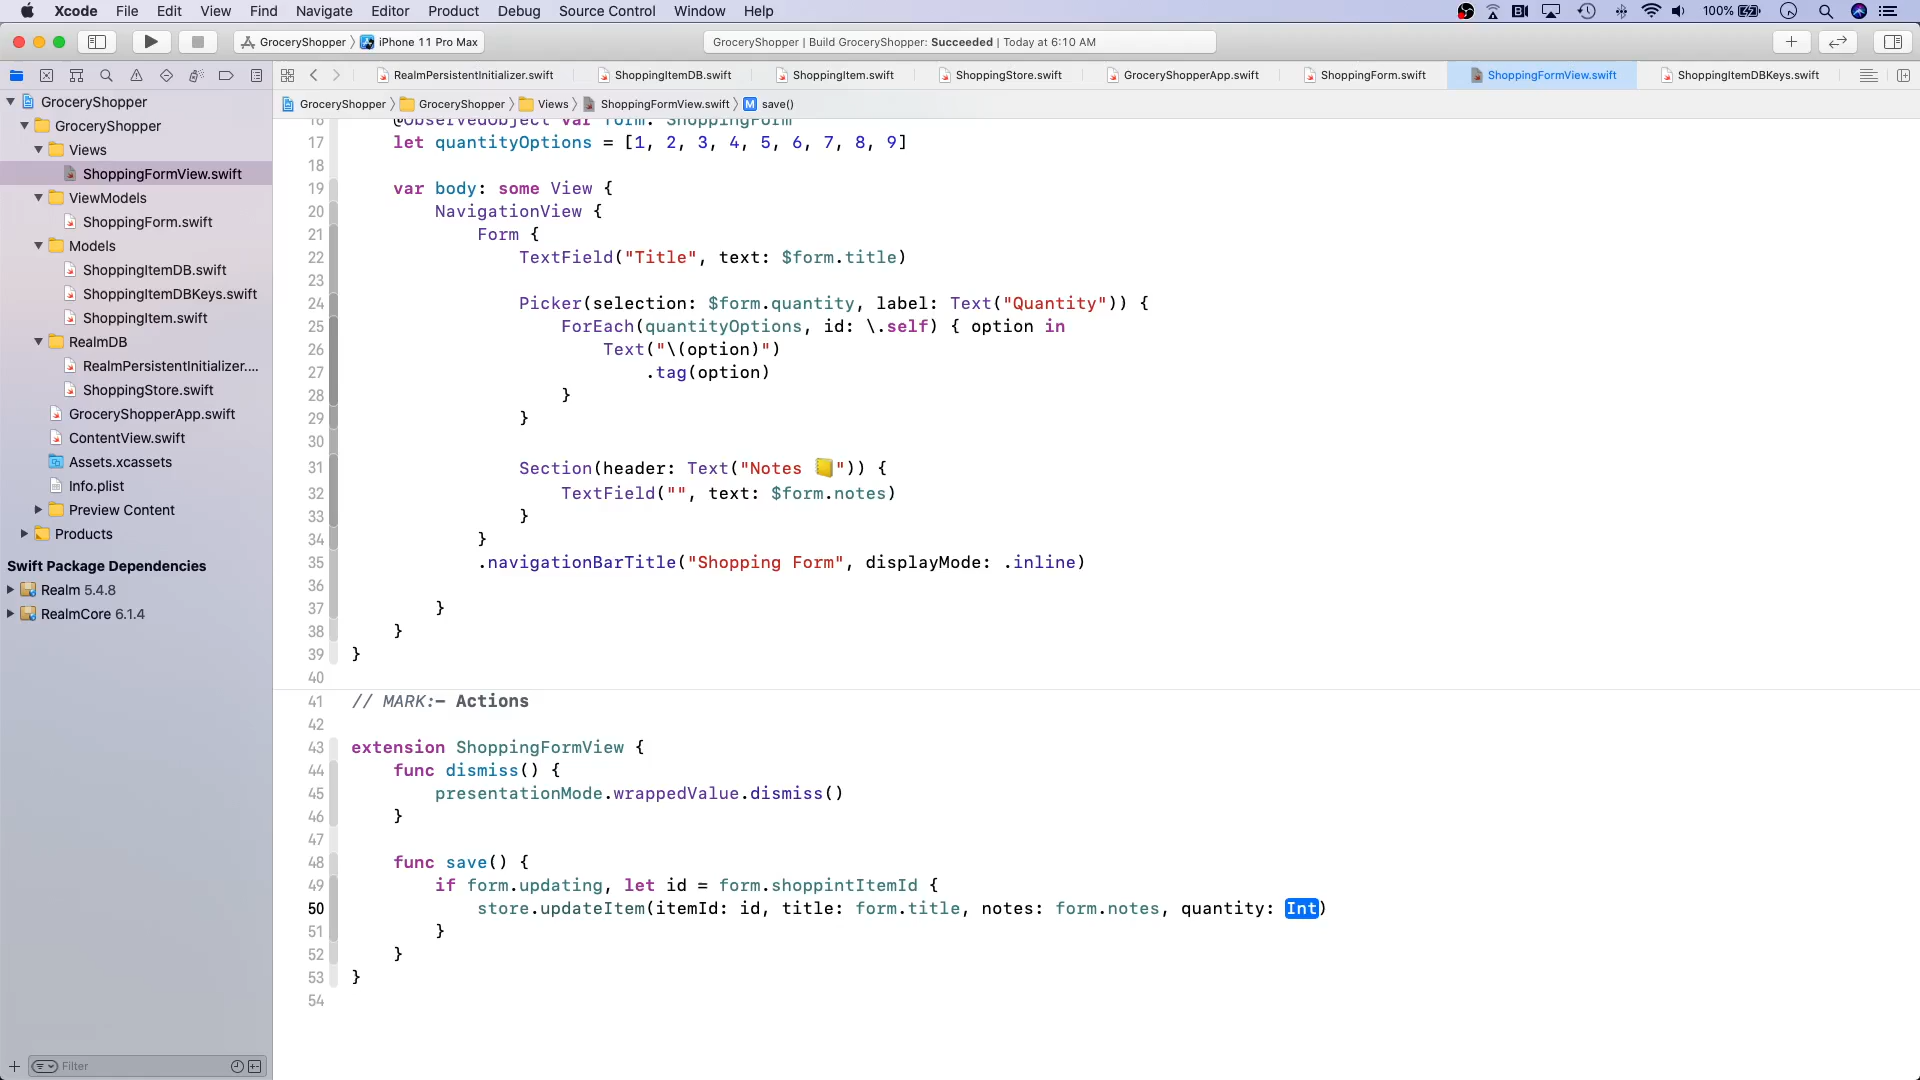 Xcode File Edit View Find Navigate Editor Product Debug Source Control Window Help 100%
GroceryShopper iPhone 11 Pro Max GroceryShopper | Build GroceryShopper: Succeeded | Today at 6:10 AM
RealmPersistentInitializer.swift ShoppingItemDB.swift ShoppingItem.swift ShoppingStore.swift GroceryShopperApp.swift ShoppingForm.swift ShoppingFormView.swift ShoppingItemDBKeys.swift
GroceryShopper GroceryShopper Views ShoppingFormView.swift M save()
GroceryShopper
GroceryShopper
Views
ShoppingFormView.swift
ViewModels
ShoppingForm.swift
Models
ShoppingItemDB.swift
ShoppingItemDBKeys.swift
ShoppingItem.swift
RealmDB
RealmPersistentInitializer....
ShoppingStore.swift
GroceryShopperApp.swift
ContentView.swift
Assets.xcassets
Info.plist
Preview Content
Products
Swift Package Dependencies
Realm 5.4.8
RealmCore 6.1.4
Filter
16 @ObservedObject var form: ShoppingForm
17 let quantityOptions = [1, 2, 3, 4, 5, 6, 7, 8, 9]
18
19 var body: some View {
20 NavigationView {
21 Form {
22 TextField("Title", text: $form.title)
23
24 Picker(selection: $form.quantity, label: Text("Quantity")) {
25 ForEach(quantityOptions, id: \.self) { option in
26 Text("\(option)")
27 .tag(option)
28 }
29 }
30
31 Section(header: Text("Notes 📒")) {
32 TextField("", text: $form.notes)
33 }
34 }
35 .navigationBarTitle("Shopping Form", displayMode: .inline)
36
37 }
38 }
39 }
40
41 // MARK:– Actions
42
43 extension ShoppingFormView {
44 func dismiss() {
45 presentationMode.wrappedValue.dismiss()
46 }
47
48 func save() {
49 if form.updating, let id = form.shoppintItemId {
50 store.updateItem(itemId: id, title: form.title, notes: form.notes, quantity: Int)
51 }
52 }
53 }
54